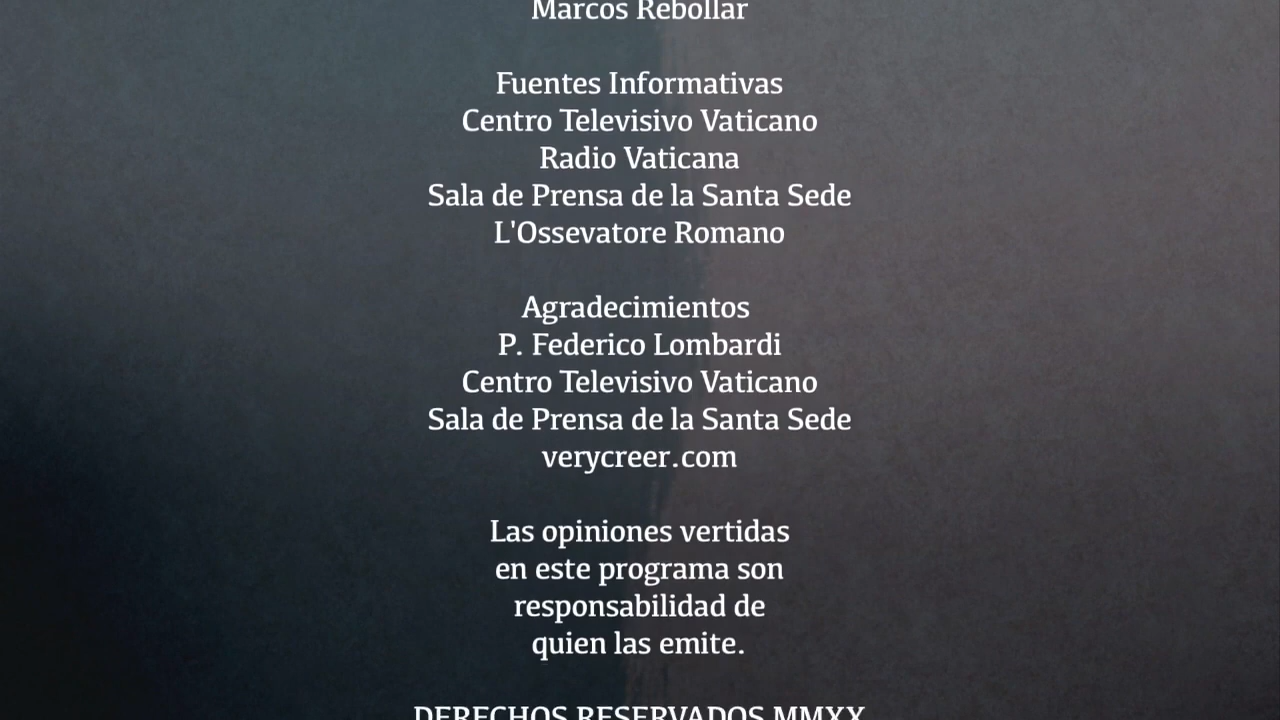 Marcos Rebollar
Fuentes Informativas
Centro Televisivo Vaticano
Radio Vaticana
Sala de Prensa de la Santa Sede
L'Ossevatore Romano
Agradecimientos
P. Federico Lombardi
Centro Televisivo Vaticano
Sala de Prensa de la Santa Sede
verycreer.com
Las opiniones vertidas
en este programa son
responsabilidad de
quien las emite.
DERECHOS RESERVADOS MMXX